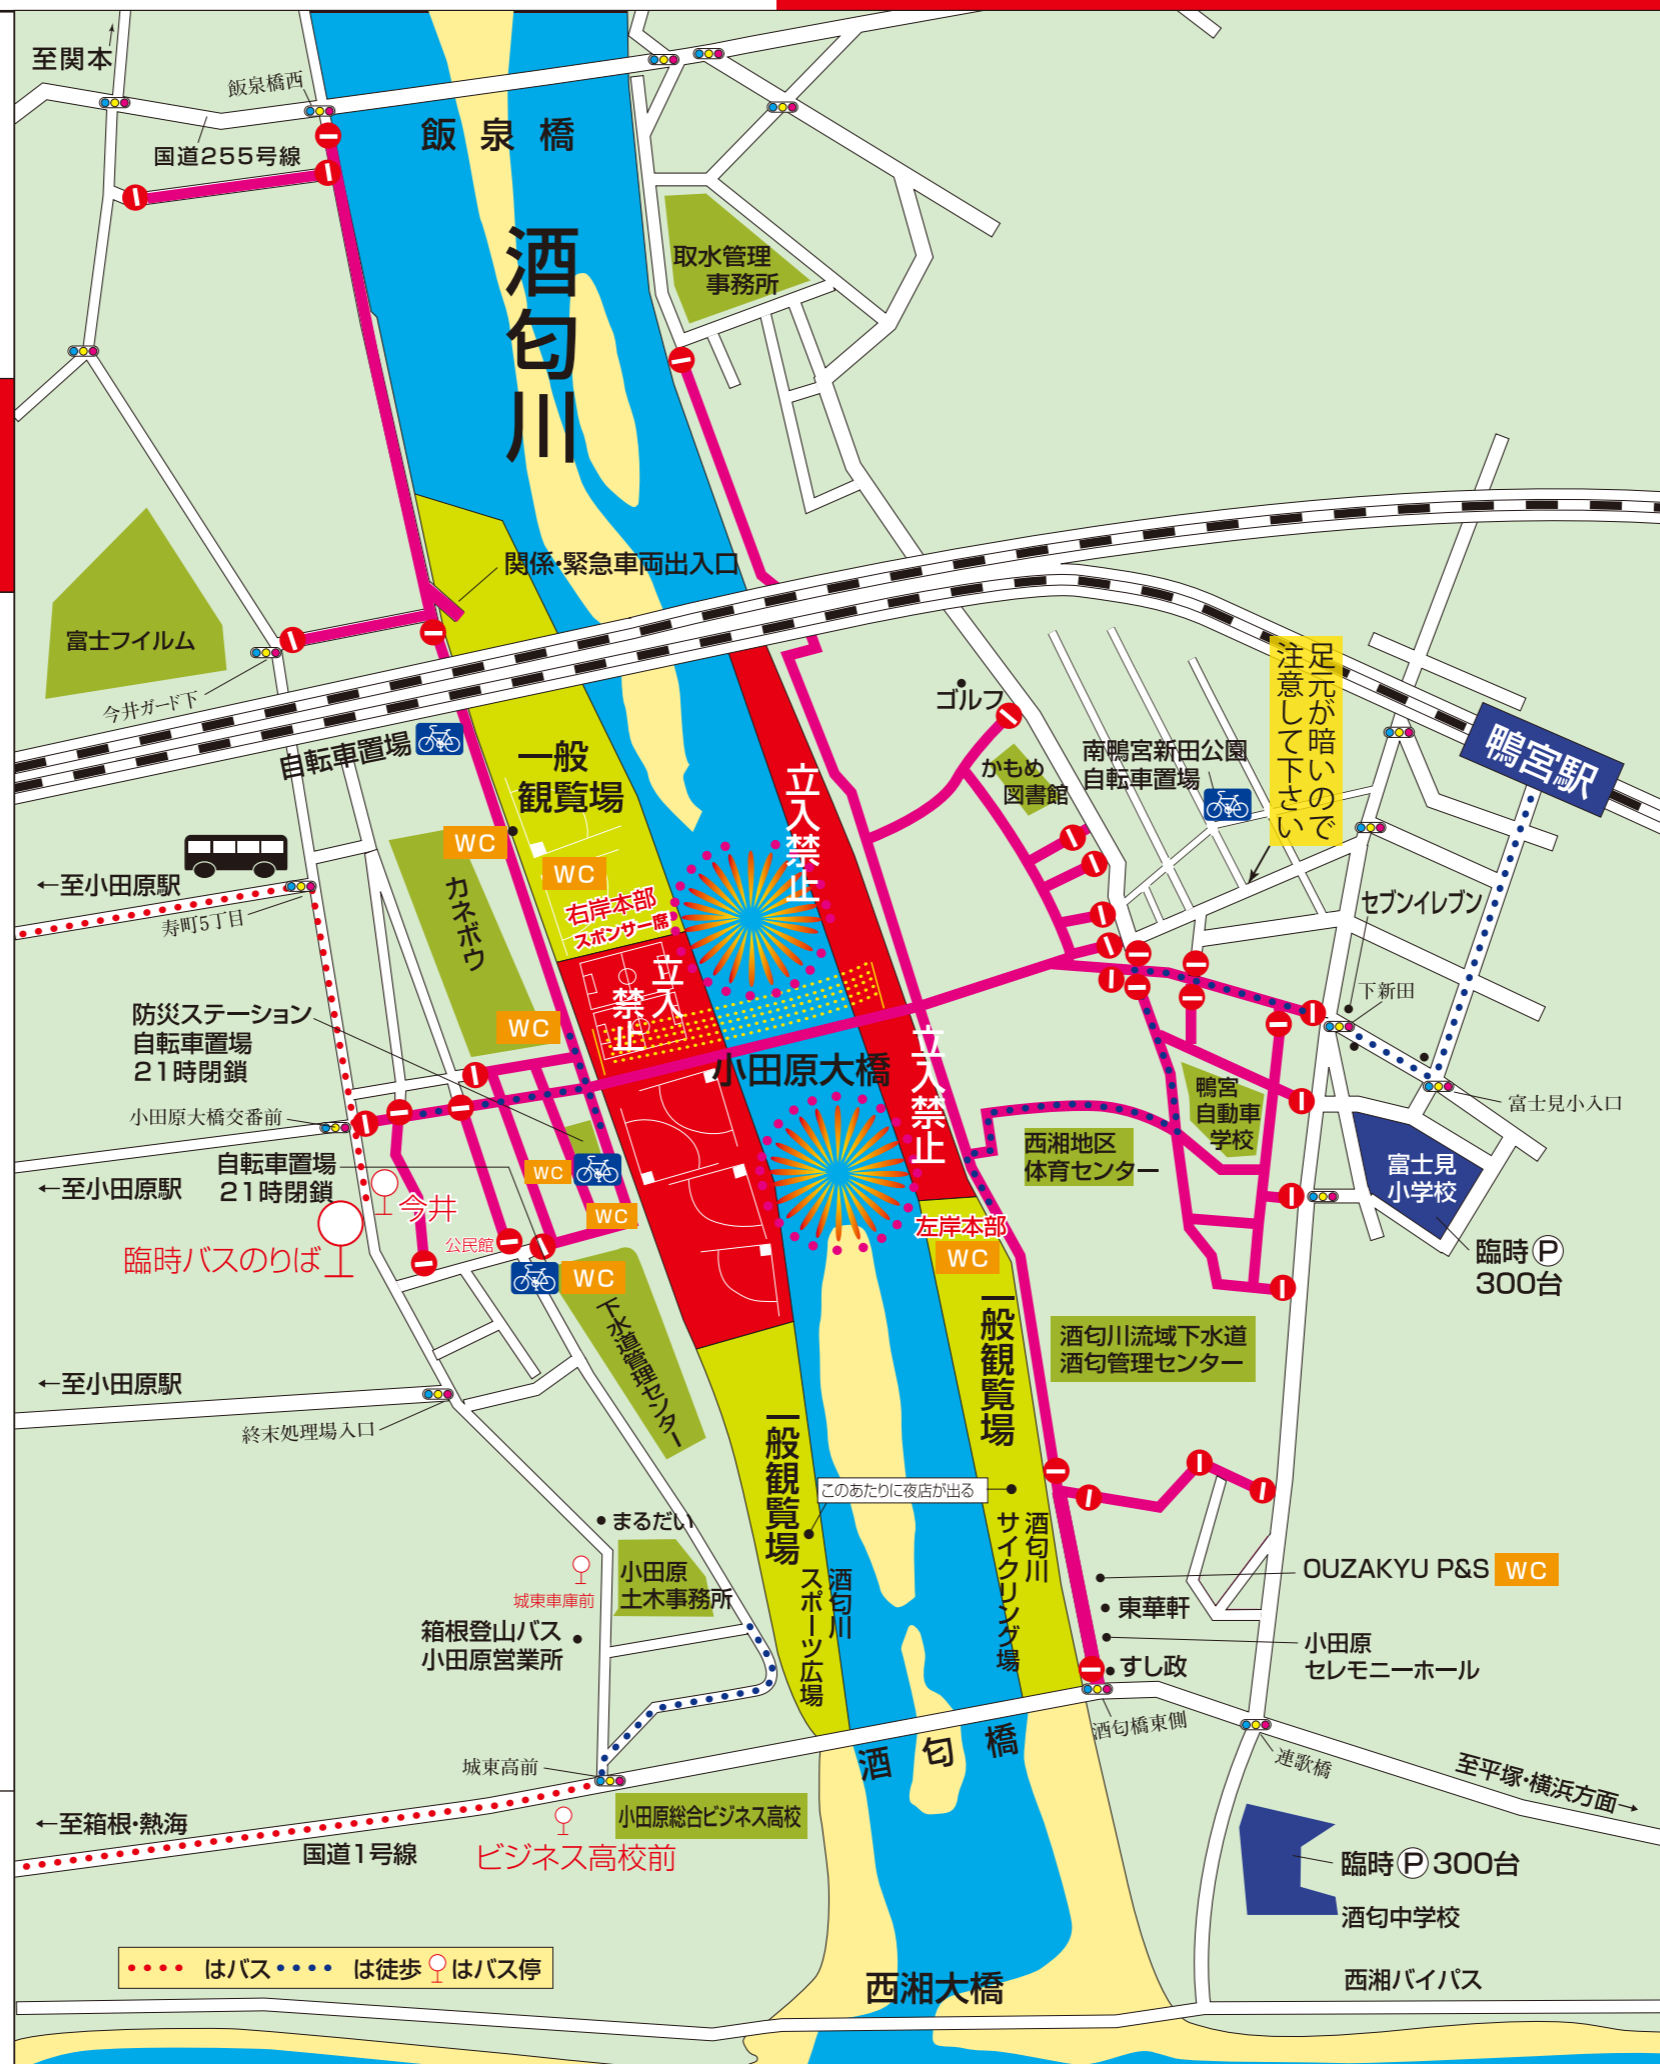 至関本
飯泉橋西
国道255号線
飯泉橋
酒匂川
取水管理
事務所
関係・緊急車両出入口
富士フイルム
今井ガード下
自転車置場
一般
観覧場
立入禁止
ゴルフ
かもめ
図書館
南鴨宮新田公園
自転車置場
足元が暗いので
注意して下さい
鴨宮駅
←至小田原駅
寿町5丁目
カネボウ
WC
WC
右岸本部
スポンサー席
セブンイレブン
立入
禁止
WC
防災ステーション
自転車置場
21時閉鎖
小田原大橋
立入禁止
下新田
小田原大橋交番前
鴨宮
自動車
学校
富士見小入口
西湘地区
体育センター
富士見
小学校
自転車置場
21時閉鎖
←至小田原駅
WC
WC
今井
臨時バスのりば
公民館
WC
左岸本部
WC
臨時Ⓟ
300台
下水道管理センター
一般観覧場
酒匂川流域下水道
酒匂管理センター
←至小田原駅
終末処理場入口
一般観覧場
このあたりに夜店が出る
酒匂川
サイクリング場
酒匂川
スポーツ広場
まるだい
小田原
土木事務所
城東車庫前
箱根登山バス
小田原営業所
OUZAKYU P&S WC
東華軒
小田原
セレモニーホール
すし政
酒匂橋東側
酒匂橋
連歌橋
至平塚・横浜方面→
城東高前
小田原総合ビジネス高校
←至箱根・熱海
国道1号線
ビジネス高校前
臨時Ⓟ300台
酒匂中学校
はバス は徒歩 はバス停
西湘大橋
西湘バイパス